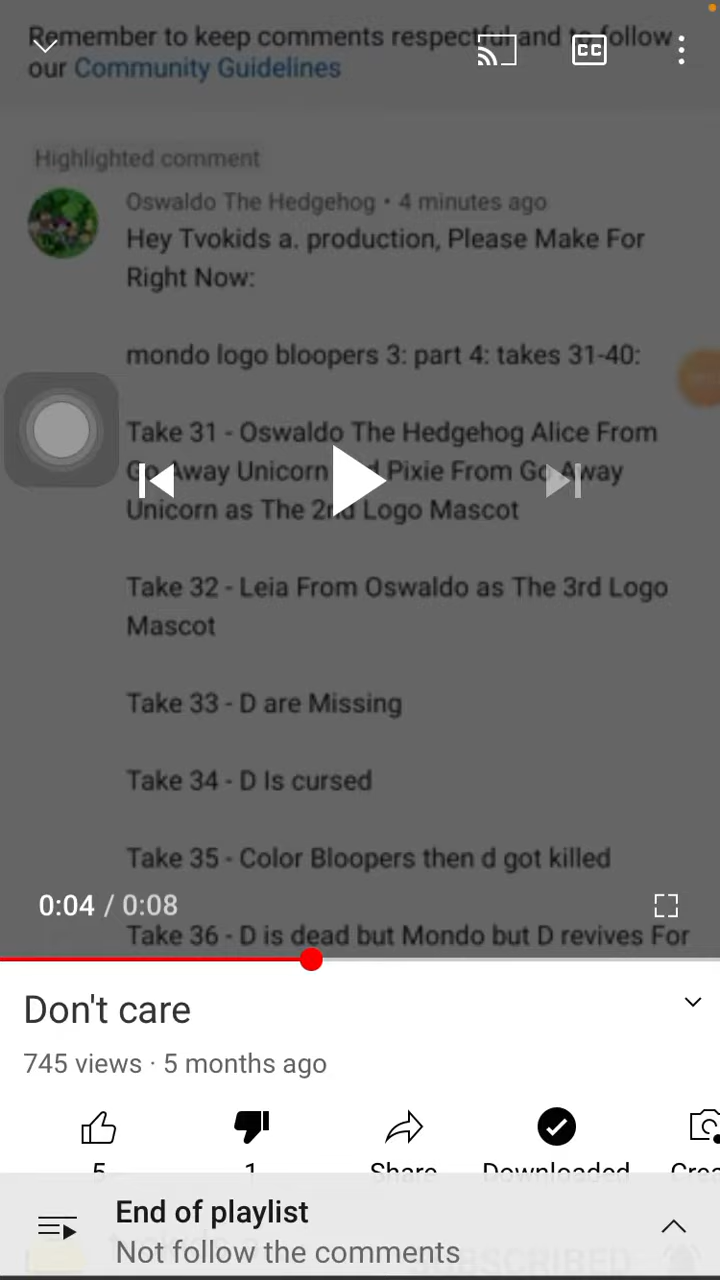 Remember to keep comments respectful and to follow
our Community Guidelines
CC
Highlighted comment
Oswaldo The Hedgehog • 4 minutes ago
Hey Tvokids a. production, Please Make For
Right Now:
mondo logo bloopers 3: part 4: takes 31-40:
Take 31 - Oswaldo The Hedgehog Alice From
Go Away Unicorn and Pixie From Go Away
Unicorn as The 2nd Logo Mascot
Take 32 - Leia From Oswaldo as The 3rd Logo
Mascot
Take 33 - D are Missing
Take 34 - D Is cursed
Take 35 - Color Bloopers then d got killed
0:04 / 0:08
Take 36 - D is dead but Mondo but D revives For
Don't care
745 views · 5 months ago
5
1
Share
Downloaded
End of playlist
Not follow the comments
SUBSCRIBED